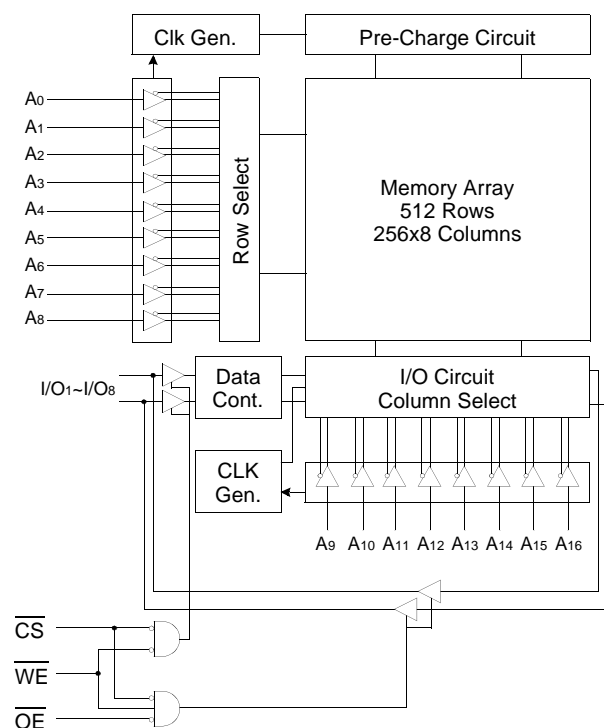 Clk Gen.
Pre-Charge Circuit
A0
A1
A2
A3
A4
A5
A6
A7
A8
Row Select
Memory Array
512 Rows
256x8 Columns
I/O1~I/O8
Data
Cont.
I/O Circuit
Column Select
CLK
Gen.
A9 A10 A11 A12 A13 A14 A15 A16
CS
WE
OE